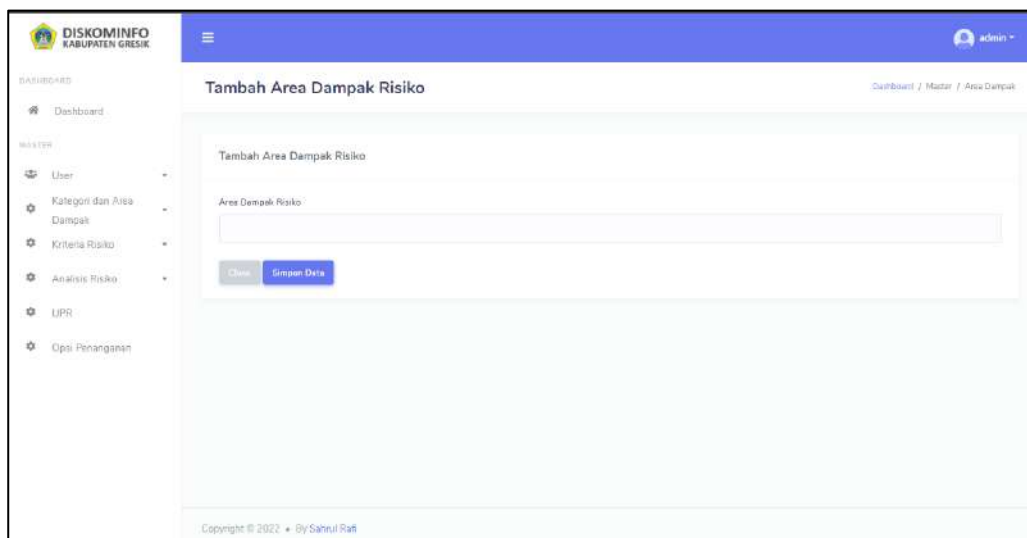 DISKOMINFO
KABUPATEN GRESIK
admin
DASHBOARD
Dashboard
MASTER
User
Kategori dan Area
Dampak
Kriteria Risiko
Analisis Risiko
UPR
Opsi Penanganan
Tambah Area Dampak Risiko
Dashboard / Master / Area Dampak
Tambah Area Dampak Risiko
Area Dampak Risiko
Close
Simpan Data
Copyright © 2022 • By Sahrul Rafi